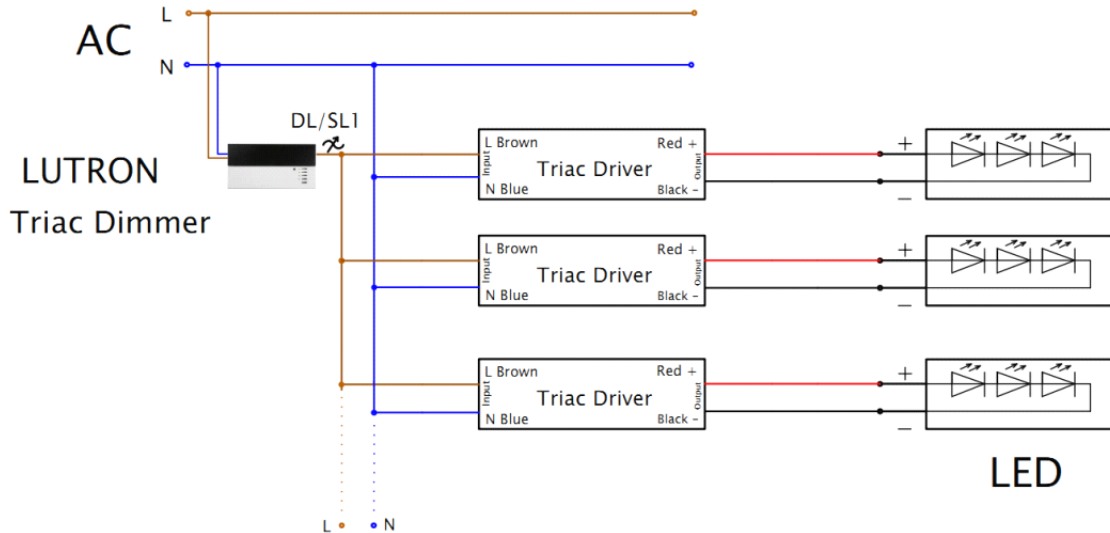 L
AC
N
DL/SL1
LUTRON
Triac Dimmer
L Brown
Red +
Input
Triac Driver
Output
N Blue
Black -
+
–
L Brown
Red +
Input
Triac Driver
Output
N Blue
Black -
+
–
L Brown
Red +
Input
Triac Driver
Output
N Blue
Black -
+
–
LED
L
N